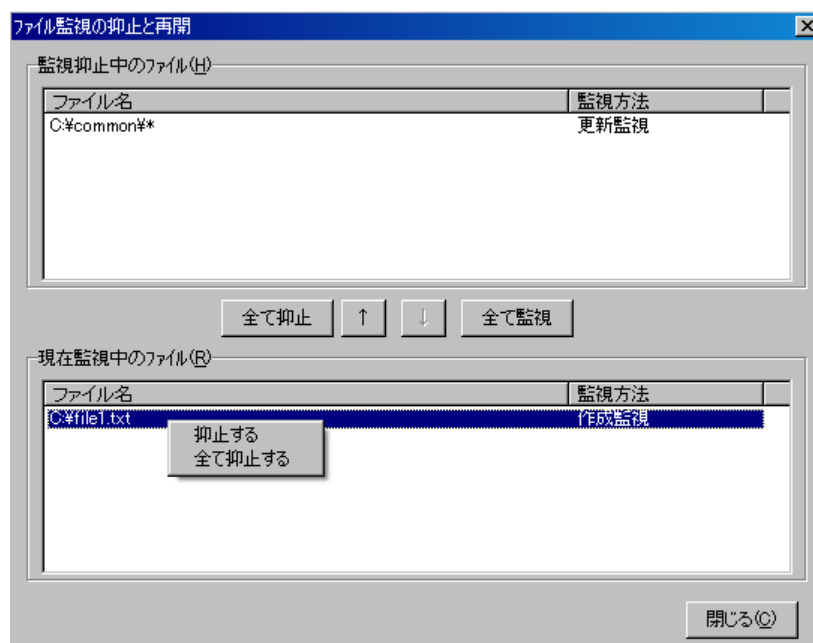 ファイル監視の抑止と再開
監視抑止中のファイル(H)
ファイル名 監視方法
C:¥common¥* 更新監視
全て抑止 ↑ ↓ 全て監視
現在監視中のファイル(R)
ファイル名 監視方法
C:¥file1.txt 作成監視
抑止する
全て抑止する
閉じる(C)